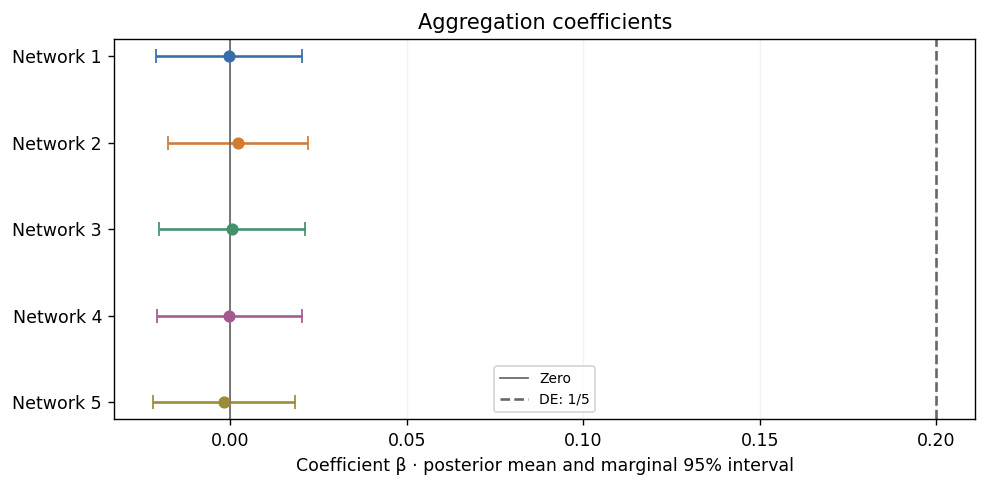 Aggregation coefficients
Network 1
Network 2
Network 3
Network 4
Network 5
Zero
DE: 1/5
0.00 0.05 0.10 0.15 0.20
Coefficient β · posterior mean and marginal 95% interval